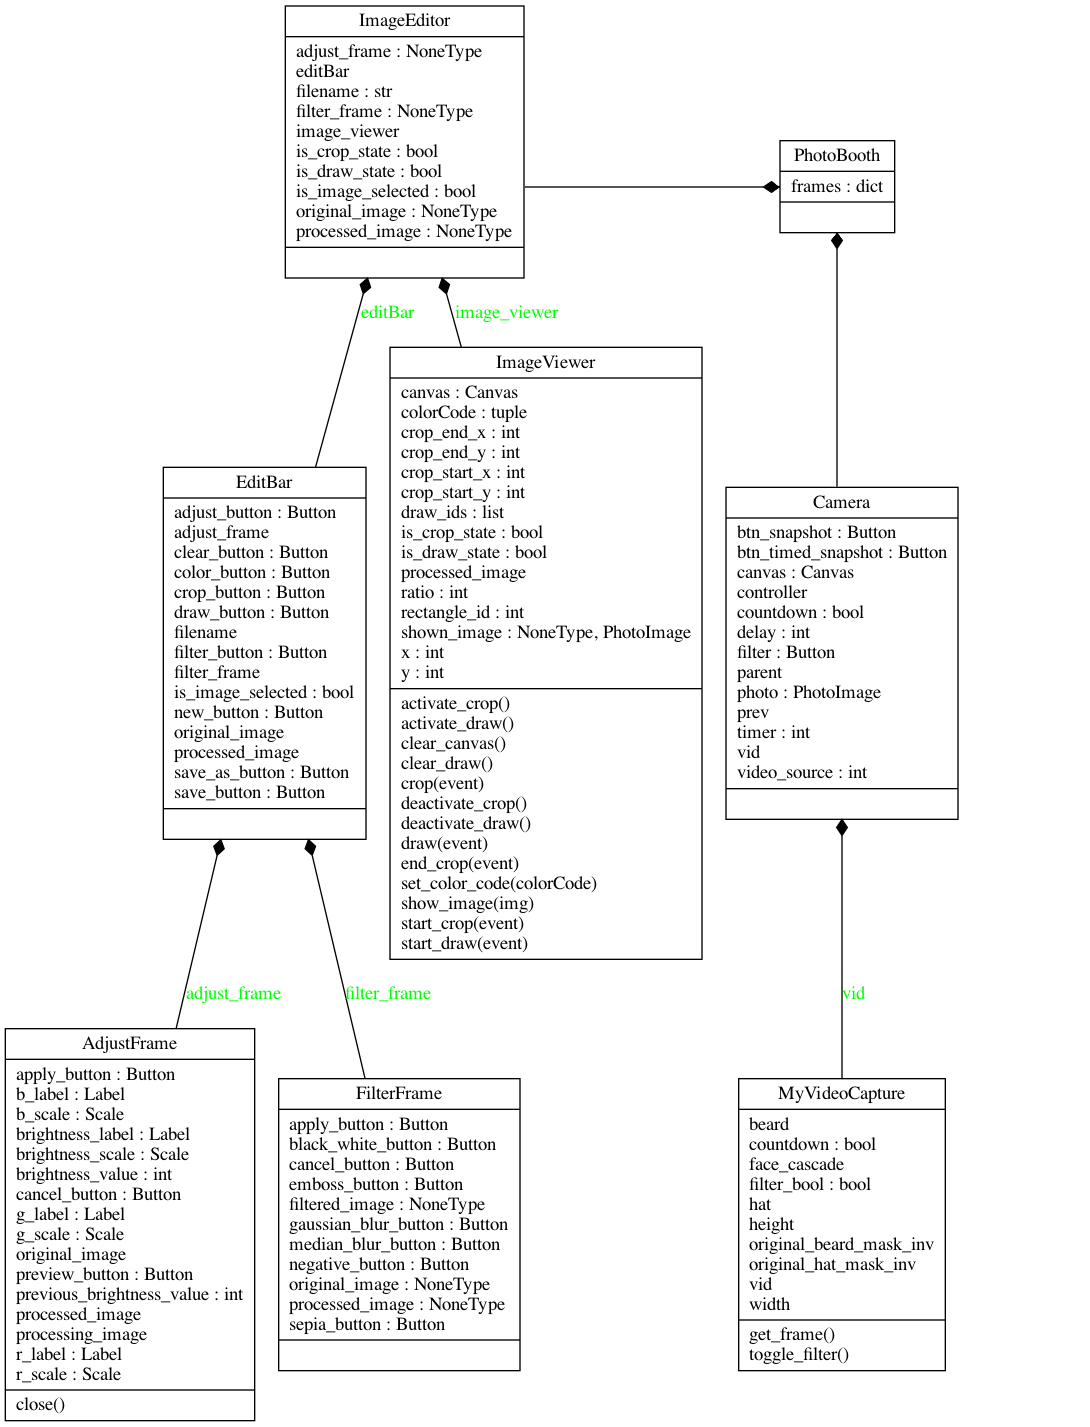 ImageEditor
adjust_frame : NoneType
editBar
filename : str
filter_frame : NoneType
image_viewer
is_crop_state : bool
is_draw_state : bool
is_image_selected : bool
original_image : NoneType
processed_image : NoneType
PhotoBooth
frames : dict
editBar
image_viewer
ImageViewer
canvas : Canvas
colorCode : tuple
crop_end_x : int
crop_end_y : int
crop_start_x : int
crop_start_y : int
draw_ids : list
is_crop_state : bool
is_draw_state : bool
processed_image
ratio : int
rectangle_id : int
shown_image : NoneType, PhotoImage
x : int
y : int
activate_crop()
activate_draw()
clear_canvas()
clear_draw()
crop(event)
deactivate_crop()
deactivate_draw()
draw(event)
end_crop(event)
set_color_code(colorCode)
show_image(img)
start_crop(event)
start_draw(event)
EditBar
adjust_button : Button
adjust_frame
clear_button : Button
color_button : Button
crop_button : Button
draw_button : Button
filename
filter_button : Button
filter_frame
is_image_selected : bool
new_button : Button
original_image
processed_image
save_as_button : Button
save_button : Button
Camera
btn_snapshot : Button
btn_timed_snapshot : Button
canvas : Canvas
controller
countdown : bool
delay : int
filter : Button
parent
photo : PhotoImage
prev
timer : int
vid
video_source : int
adjust_frame
filter_frame
vid
AdjustFrame
apply_button : Button
b_label : Label
b_scale : Scale
brightness_label : Label
brightness_scale : Scale
brightness_value : int
cancel_button : Button
g_label : Label
g_scale : Scale
original_image
preview_button : Button
previous_brightness_value : int
processed_image
processing_image
r_label : Label
r_scale : Scale
close()
FilterFrame
apply_button : Button
black_white_button : Button
cancel_button : Button
emboss_button : Button
filtered_image : NoneType
gaussian_blur_button : Button
median_blur_button : Button
negative_button : Button
original_image : NoneType
processed_image : NoneType
sepia_button : Button
MyVideoCapture
beard
countdown : bool
face_cascade
filter_bool : bool
hat
height
original_beard_mask_inv
original_hat_mask_inv
vid
width
get_frame()
toggle_filter()